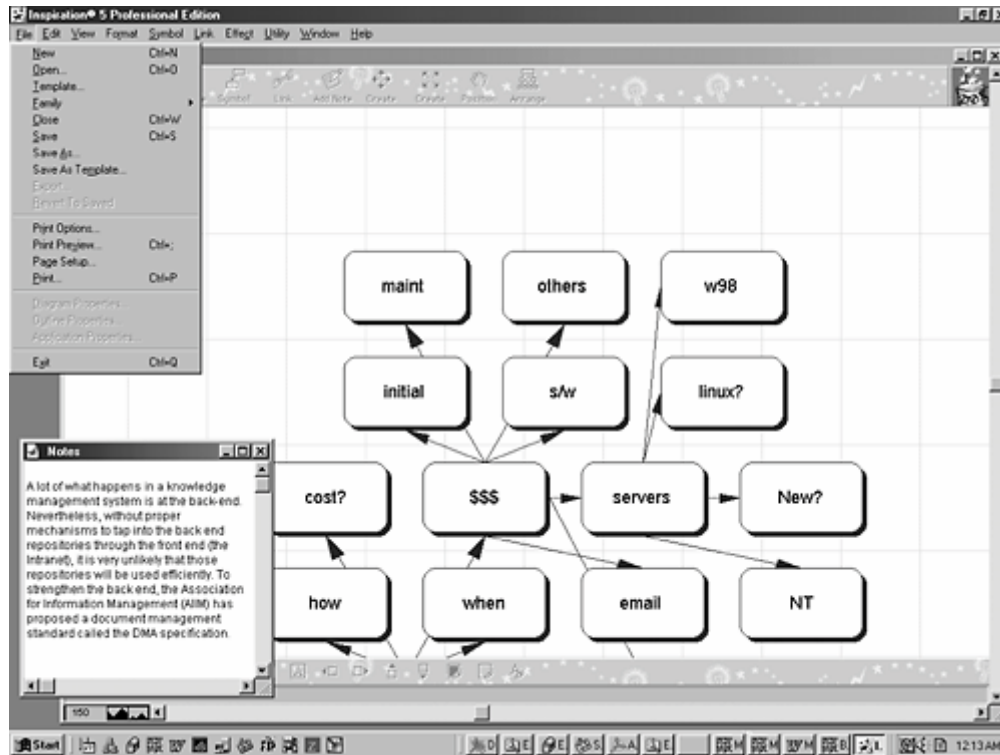 Inspiration® 5 Professional Edition
File Edit View Format Symbol Link Effect Utility Window Help
New Ctrl+N
Open... Ctrl+O
Template...
Family
Close Ctrl+W
Save Ctrl+S
Save As...
Save As Template...
Export...
Revert To Saved
Print Options...
Print Preview... Ctrl+;
Page Setup...
Print... Ctrl+P
Diagram Properties...
Outline Properties...
Application Properties...
Exit Ctrl+Q
Symbol Link Add Note Create Create Position Arrange
maint others w98
initial s/w linux?
cost? $$$ servers New?
how when email NT
Notes
A lot of what happens in a knowledge
management system is at the back-end.
Nevertheless, without proper
mechanisms to tap into the back end
repositories through the front end (the
Intranet), it is very unlikely that those
repositories will be used efficiently. To
strengthen the back end, the Association
for Information Management (AIIM) has
proposed a document management
standard called the DMA specification.
150
Start
12:13 AM